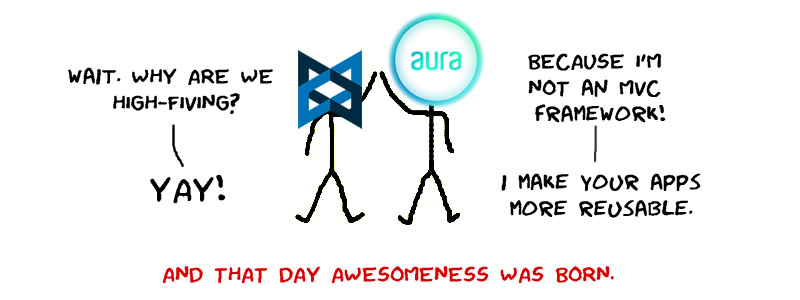 WAIT. WHY ARE WE
HIGH-FIVING?
YAY!
aura
BECAUSE I'M
NOT AN MVC
FRAMEWORK!
I MAKE YOUR APPS
MORE REUSABLE.
AND THAT DAY AWESOMENESS WAS BORN.